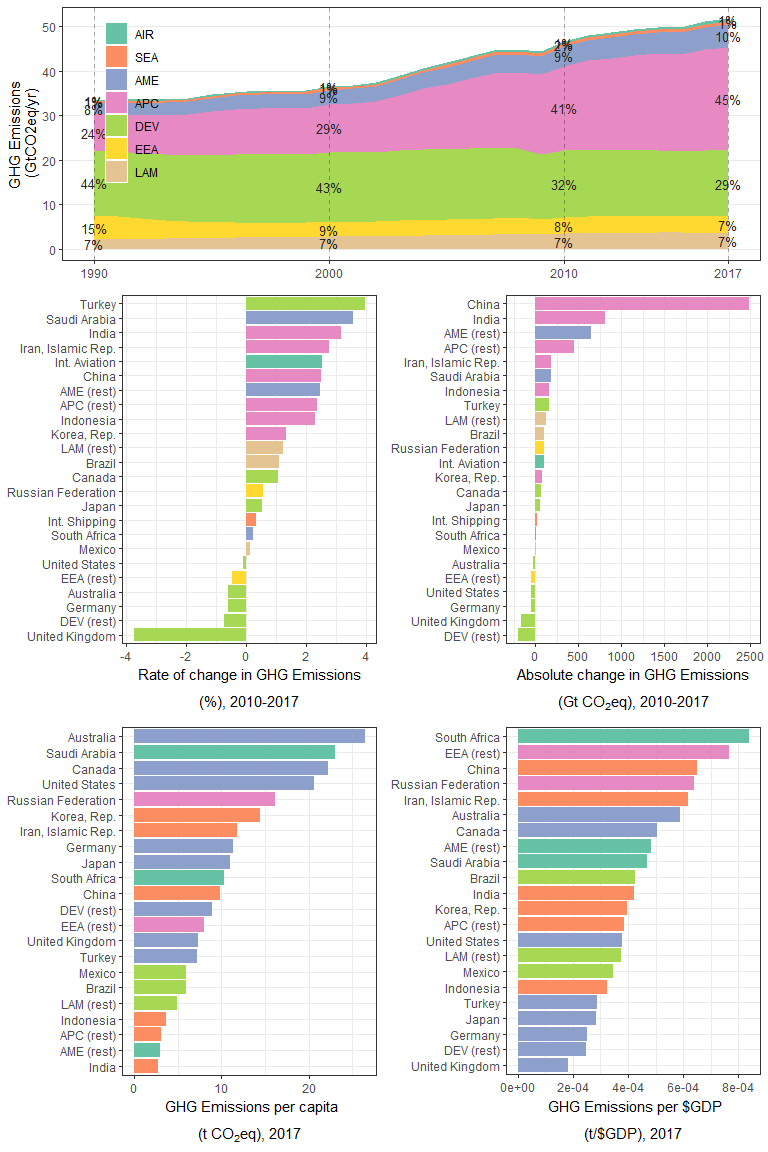 GHG Emissions
(GtCO2eq/yr)
50
40
30
20
10
0
AIR
SEA
AME
APC
DEV
EEA
LAM
1%
1%
8%
24%
44%
15%
7%
1%
1%
9%
29%
43%
9%
7%
1%
2%
9%
41%
32%
8%
7%
1%
1%
10%
45%
29%
7%
7%
1990 2000 2010 2017
Turkey
Saudi Arabia
India
Iran, Islamic Rep.
Int. Aviation
China
AME (rest)
APC (rest)
Indonesia
Korea, Rep.
LAM (rest)
Brazil
Canada
Russian Federation
Japan
Int. Shipping
South Africa
Mexico
United States
EEA (rest)
Australia
Germany
DEV (rest)
United Kingdom
-4 -2 0 2 4
Rate of change in GHG Emissions
(%), 2010-2017
China
India
AME (rest)
APC (rest)
Iran, Islamic Rep.
Saudi Arabia
Indonesia
Turkey
LAM (rest)
Brazil
Russian Federation
Int. Aviation
Korea, Rep.
Canada
Japan
Int. Shipping
South Africa
Mexico
Australia
EEA (rest)
United States
Germany
United Kingdom
DEV (rest)
0 500 1000 1500 2000 2500
Absolute change in GHG Emissions
(Gt CO₂eq), 2010-2017
Australia
Saudi Arabia
Canada
United States
Russian Federation
Korea, Rep.
Iran, Islamic Rep.
Germany
Japan
South Africa
China
DEV (rest)
EEA (rest)
United Kingdom
Turkey
Mexico
Brazil
LAM (rest)
Indonesia
APC (rest)
AME (rest)
India
0 10 20
GHG Emissions per capita
(t CO₂eq), 2017
South Africa
EEA (rest)
China
Russian Federation
Iran, Islamic Rep.
Australia
Canada
AME (rest)
Saudi Arabia
Brazil
India
Korea, Rep.
APC (rest)
United States
LAM (rest)
Mexico
Indonesia
Turkey
Japan
Germany
DEV (rest)
United Kingdom
0e+00 2e-04 4e-04 6e-04 8e-04
GHG Emissions per $GDP
(t/$GDP), 2017